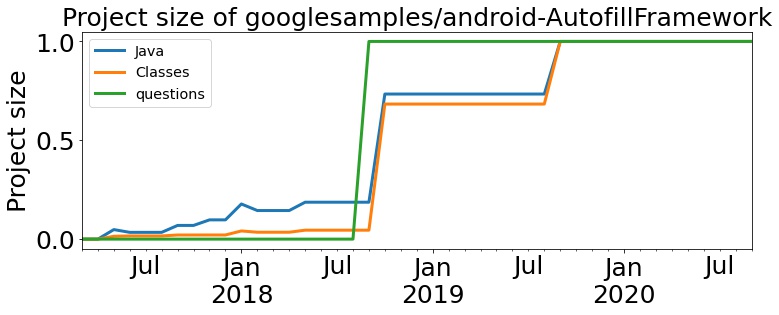 Project size of googlesamples/android-AutofillFramework
Java
Classes
questions
Project size
1.0
0.5
0.0
Jul Jan Jul Jan Jul Jan Jul
2018 2019 2020